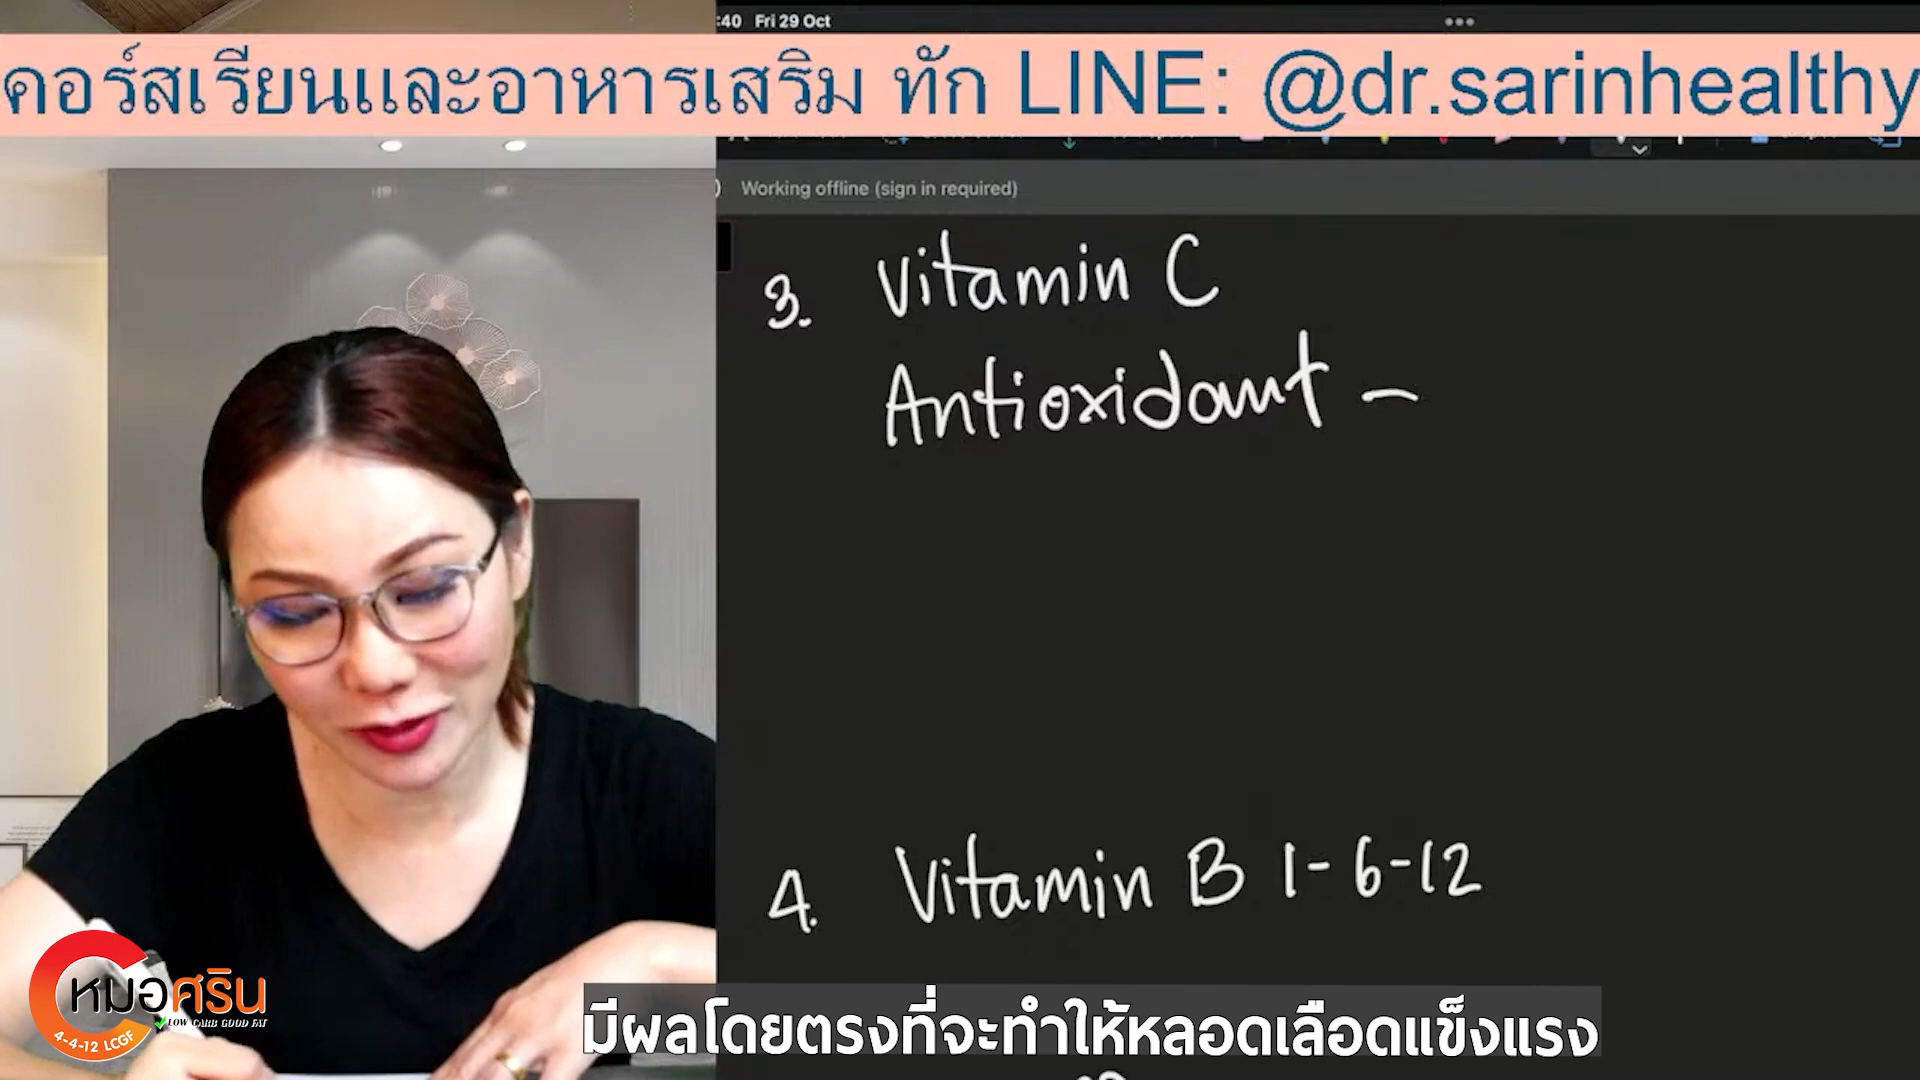 :40 Fri 29 Oct
คอร์สเรียนและอาหารเสริม ทัก LINE: @dr.sarinhealthy
Working offline (sign in required)
3. Vitamin C
Antioxidant -
4. Vitamin B 1-6-12
หมอศริน
LOW CARB GOOD FAT
4-4-12 LCGF
มีผลโดยตรงที่จะทำให้หลอดเลือดแข็งแรง